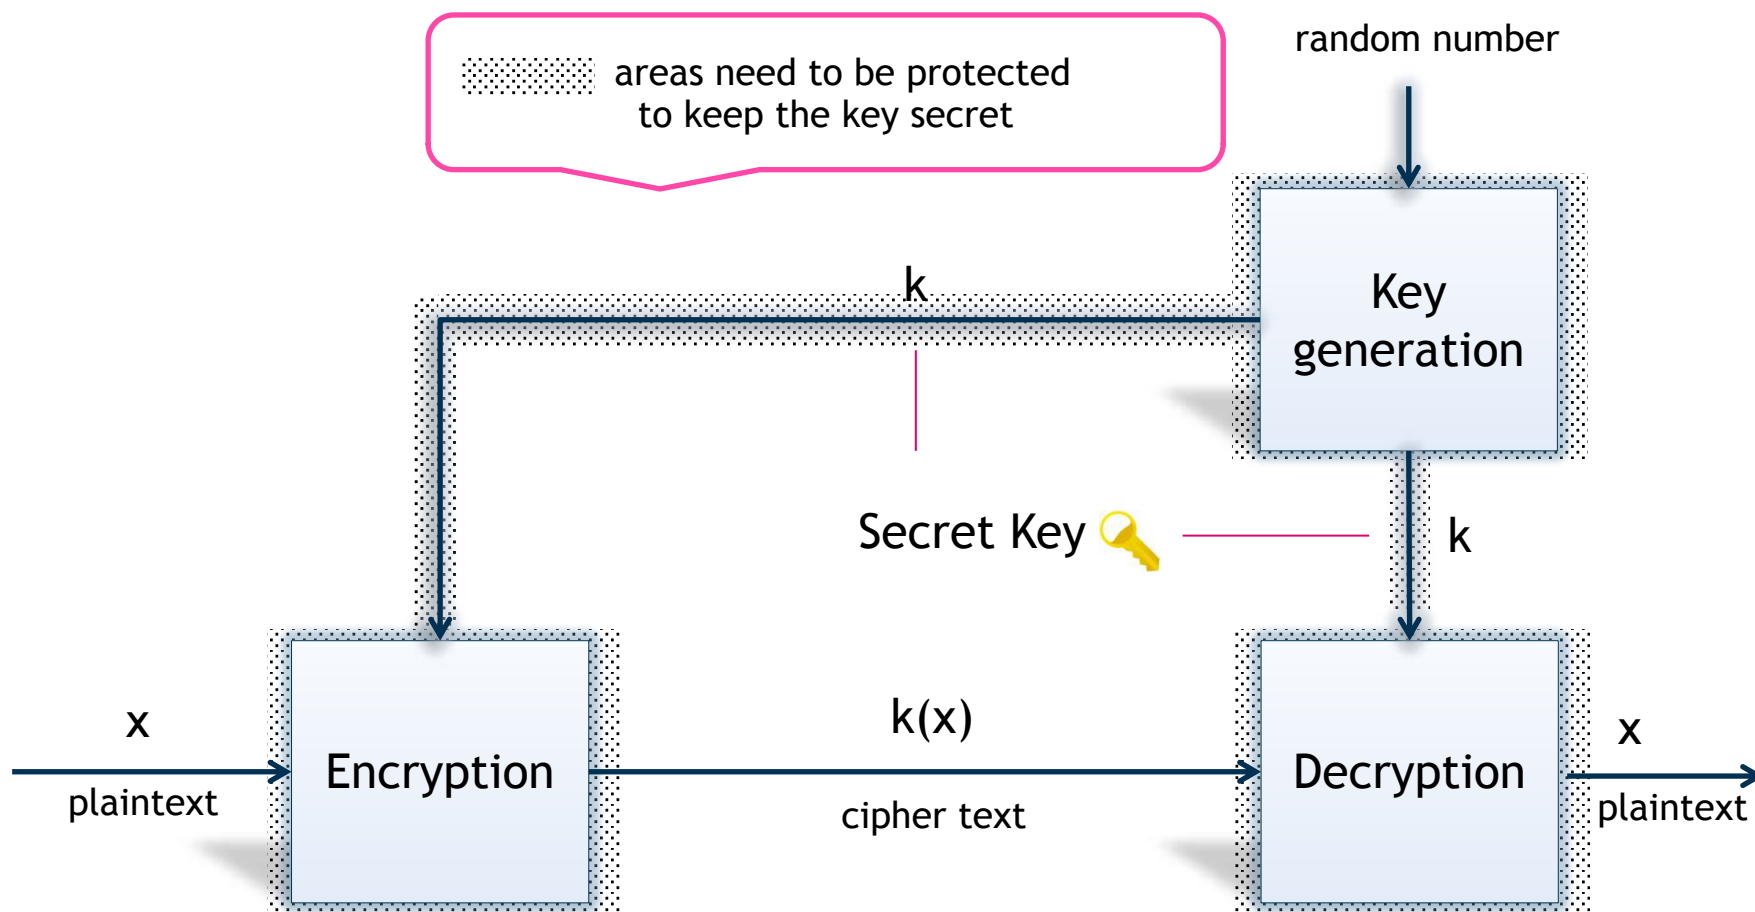 random number
areas need to be protected
to keep the key secret
k
Key
generation
Secret Key
k
x
k(x)
x
Encryption
Decryption
plaintext
cipher text
plaintext